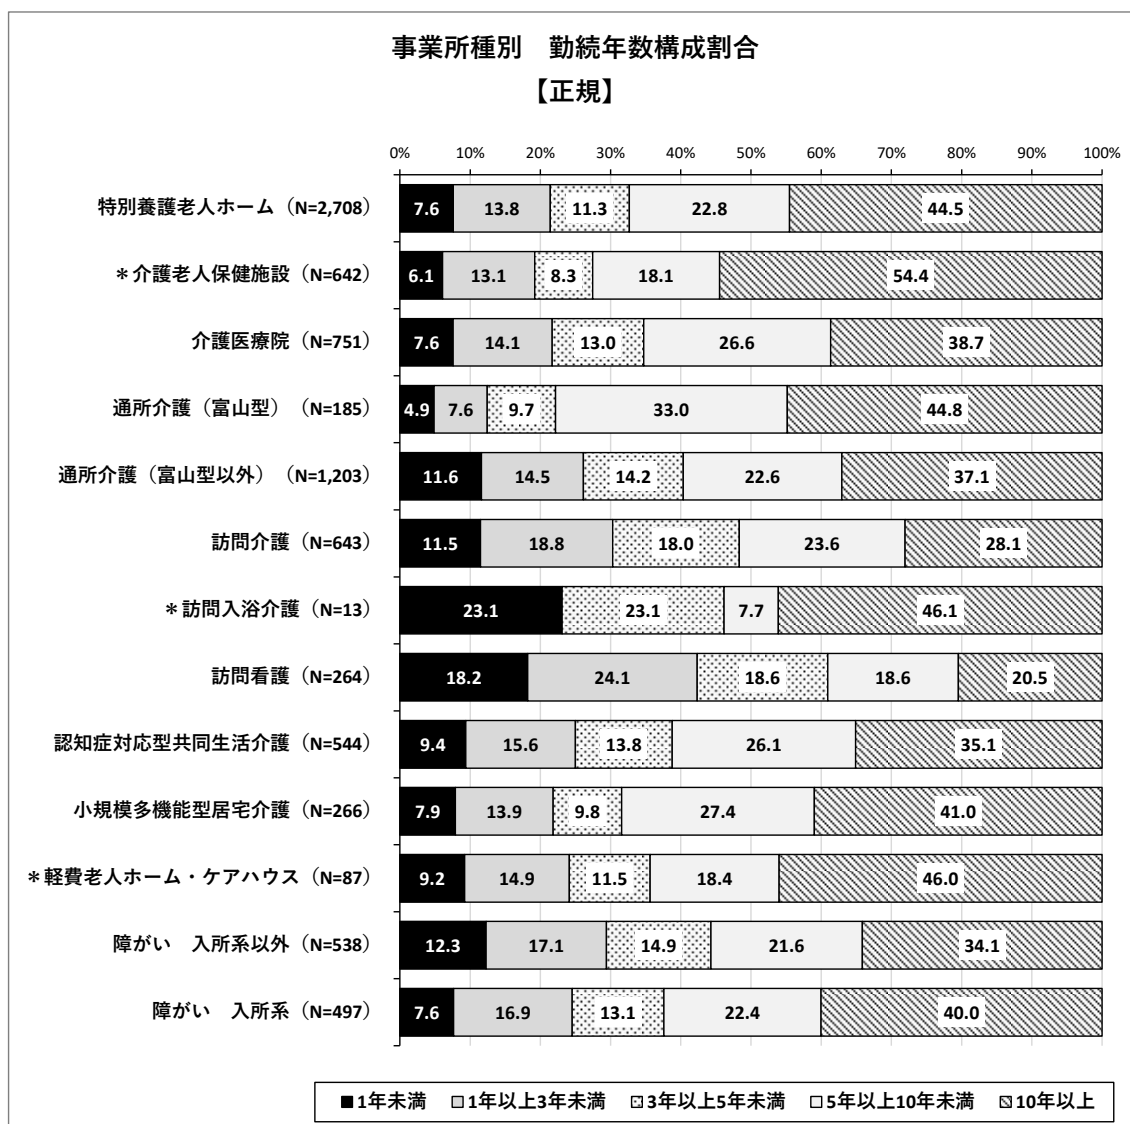 事業所種別　勤続年数構成割合
【正規】
0% 10% 20% 30% 40% 50% 60% 70% 80% 90% 100%
特別養護老人ホーム（N=2,708） 7.6 13.8 11.3 22.8 44.5
＊介護老人保健施設（N=642） 6.1 13.1 8.3 18.1 54.4
介護医療院（N=751） 7.6 14.1 13.0 26.6 38.7
通所介護（富山型）（N=185） 4.9 7.6 9.7 33.0 44.8
通所介護（富山型以外）（N=1,203） 11.6 14.5 14.2 22.6 37.1
訪問介護（N=643） 11.5 18.8 18.0 23.6 28.1
＊訪問入浴介護（N=13） 23.1 23.1 7.7 46.1
訪問看護（N=264） 18.2 24.1 18.6 18.6 20.5
認知症対応型共同生活介護（N=544） 9.4 15.6 13.8 26.1 35.1
小規模多機能型居宅介護（N=266） 7.9 13.9 9.8 27.4 41.0
＊軽費老人ホーム・ケアハウス（N=87） 9.2 14.9 11.5 18.4 46.0
障がい　入所系以外（N=538） 12.3 17.1 14.9 21.6 34.1
障がい　入所系（N=497） 7.6 16.9 13.1 22.4 40.0
1年未満 1年以上3年未満 3年以上5年未満 5年以上10年未満 10年以上